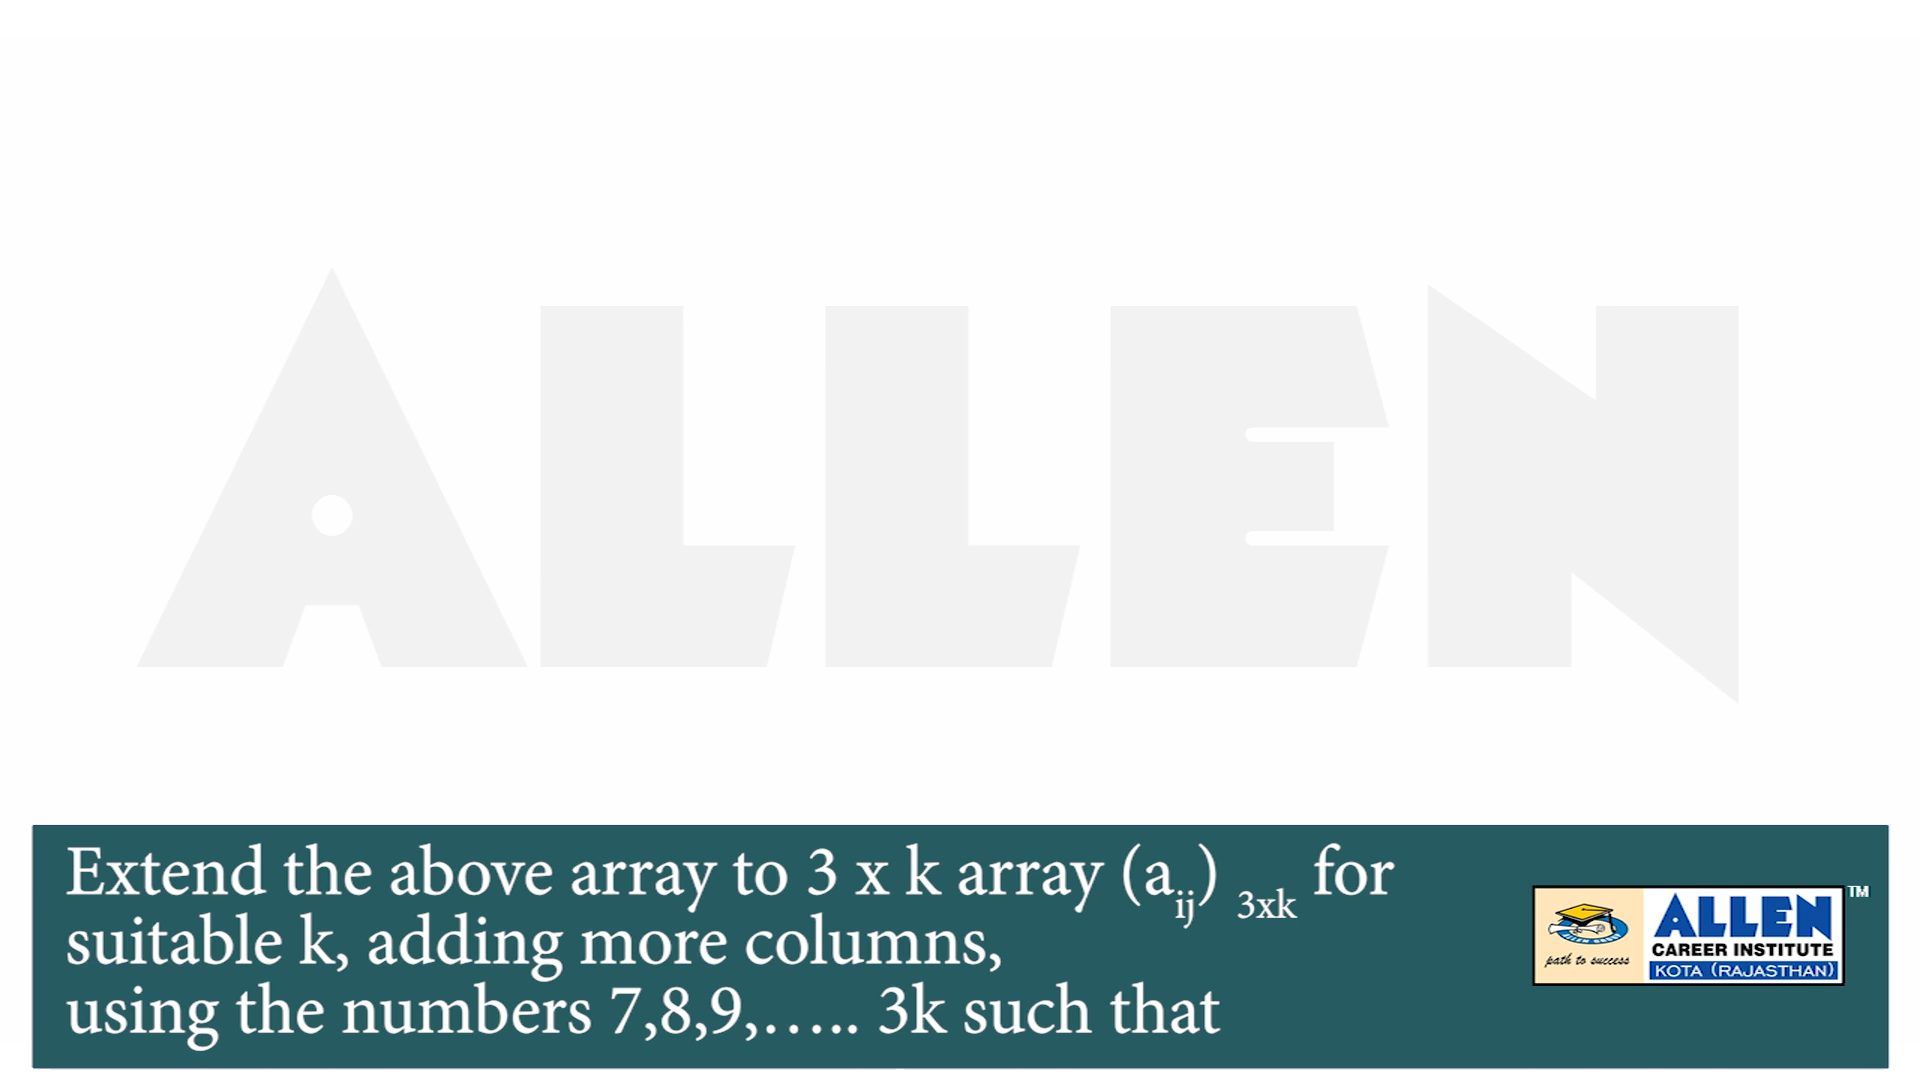 ALLEN
Extend the above array to 3 x k array (aij) 3xk for
suitable k, adding more columns,
using the numbers 7,8,9,….. 3k such that
ALLEN TM
CAREER INSTITUTE
KOTA (RAJASTHAN)
path to success